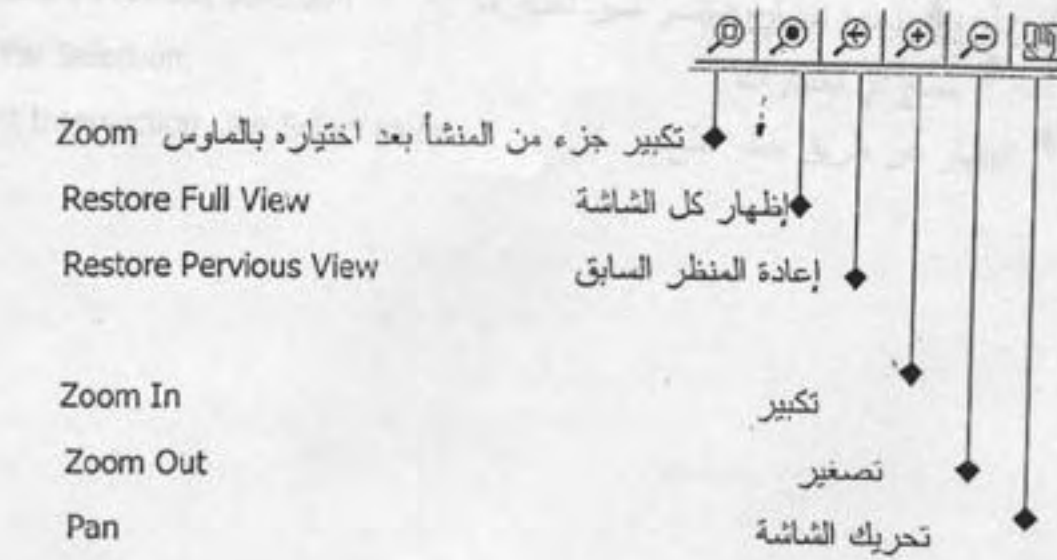 Zoom تكبير جزء من المنشأ بعد اختياره بالماوس
Restore Full View إظهار كل الشاشة
Restore Pervious View إعادة المنظر السابق
Zoom In تكبير
Zoom Out تصغير
Pan تحريك الشاشة